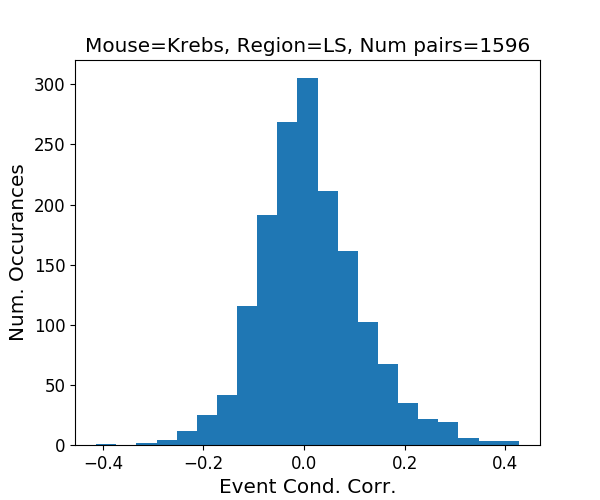 Mouse=Krebs, Region=LS, Num pairs=1596
Num. Occurances
300
250
200
150
100
50
0
−0.4 −0.2 0.0 0.2 0.4
Event Cond. Corr.